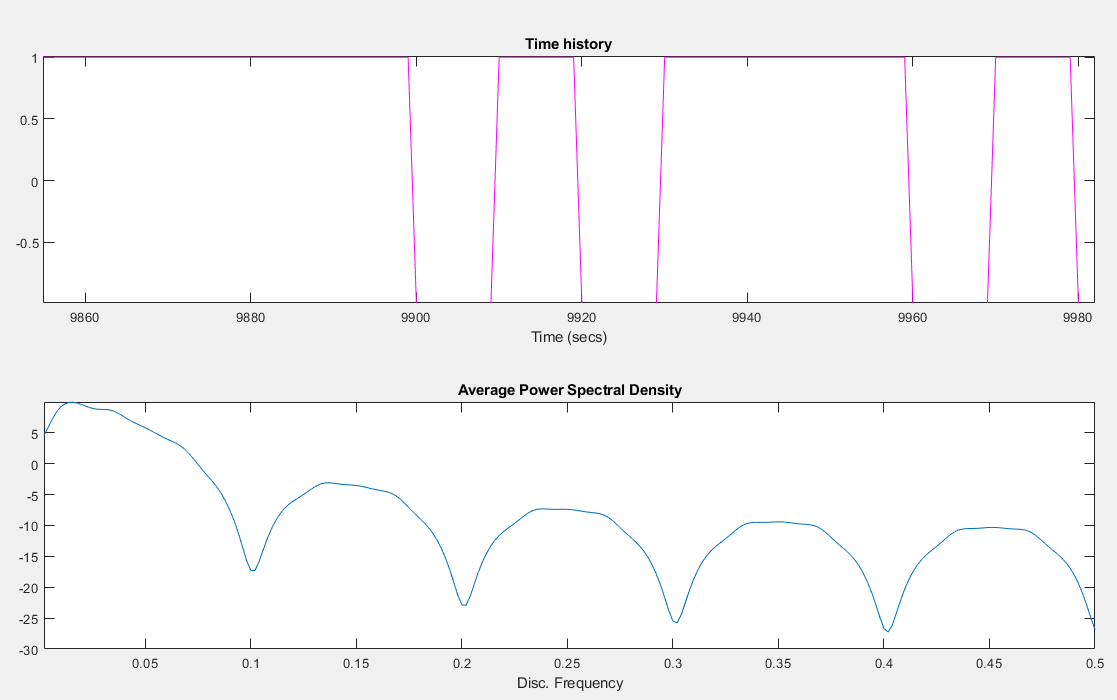 Time history
1
0.5
0
-0.5
9860 9880 9900 9920 9940 9960 9980
Time (secs)
Average Power Spectral Density
5
0
-5
-10
-15
-20
-25
-30
0.05 0.1 0.15 0.2 0.25 0.3 0.35 0.4 0.45 0.5
Disc. Frequency